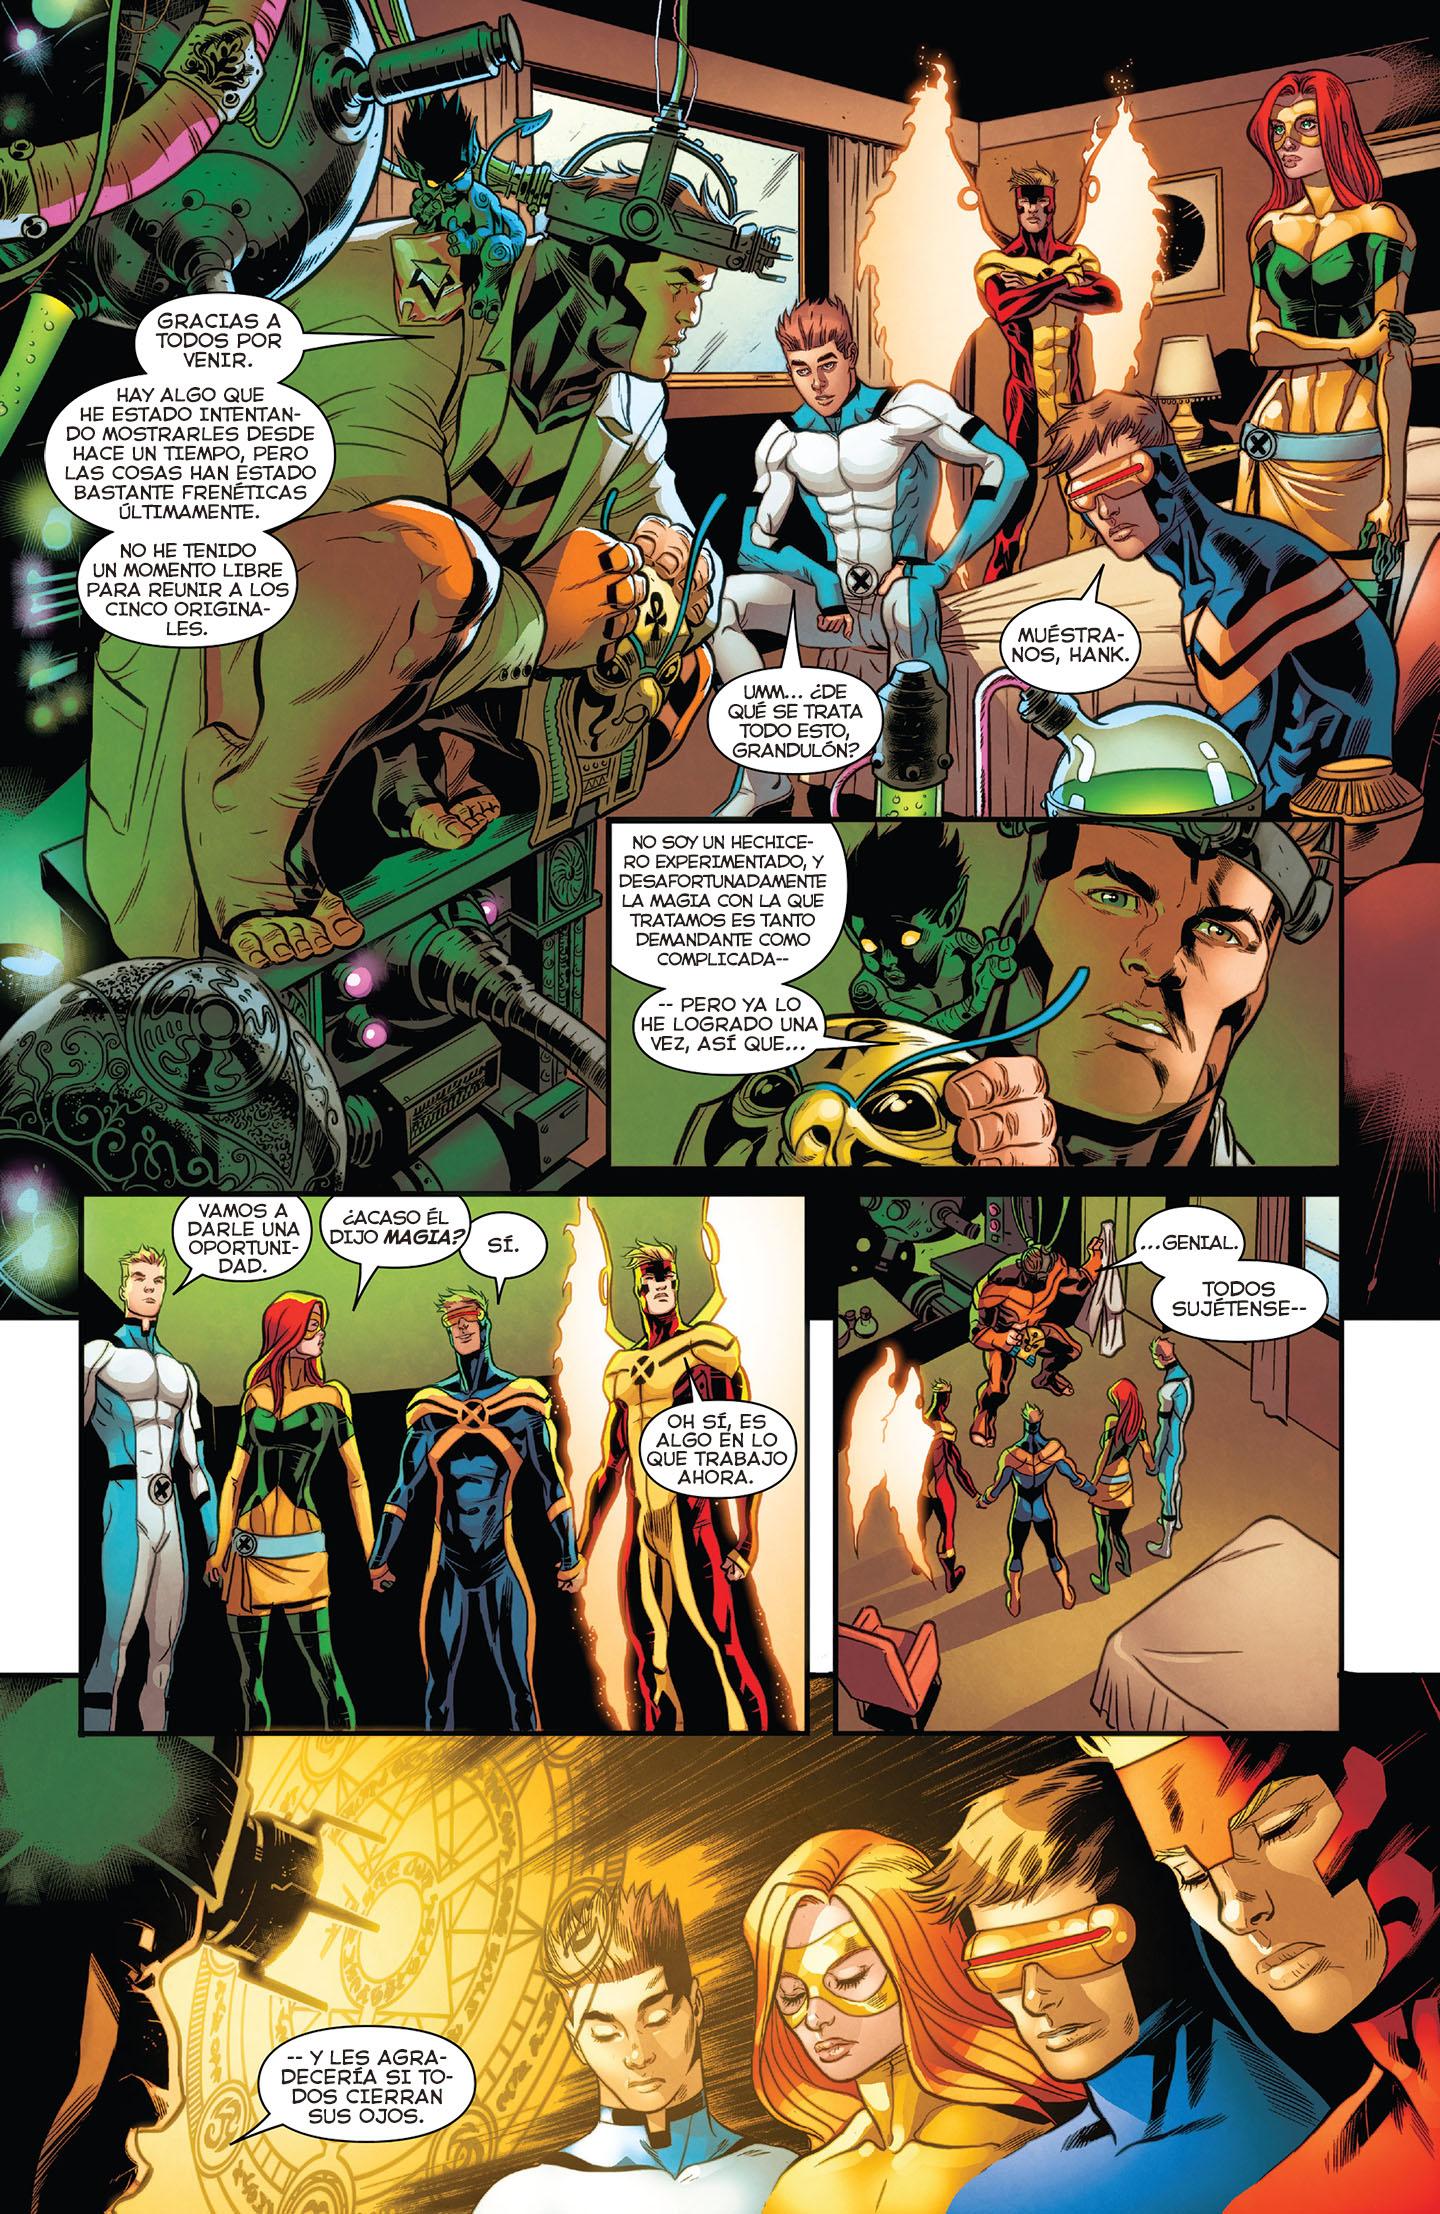 GRACIAS A
TODOS POR
VENIR.
HAY ALGO QUE
HE ESTADO INTENTAN-
DO MOSTRARLES DESDE
HACE UN TIEMPO, PERO
LAS COSAS HAN ESTADO
BASTANTE FRENÉTICAS
ÚLTIMAMENTE.
NO HE TENIDO
UN MOMENTO LIBRE
PARA REUNIR A LOS
CINCO ORIGINA-
LES.
UMM... ¿DE
QUÉ SE TRATA
TODO ESTO,
GRANDULÓN?
MUÉSTRA-
NOS, HANK.
NO SOY UN HECHICE-
RO EXPERIMENTADO, Y
DESAFORTUNADAMENTE
LA MAGIA CON LA QUE
TRATAMOS ES TANTO
DEMANDANTE COMO
COMPLICADA--
-- PERO YA LO
HE LOGRADO UNA
VEZ, ASÍ QUE...
VAMOS A
DARLE UNA
OPORTUNI-
DAD.
¿ACASO ÉL
DIJO MAGIA?
SÍ.
OH SÍ, ES
ALGO EN LO
QUE TRABAJO
AHORA.
...GENIAL.
TODOS
SUJÉTENSE--
-- Y LES AGRA-
DECERÍA SI TO-
DOS CIERRAN
SUS OJOS.